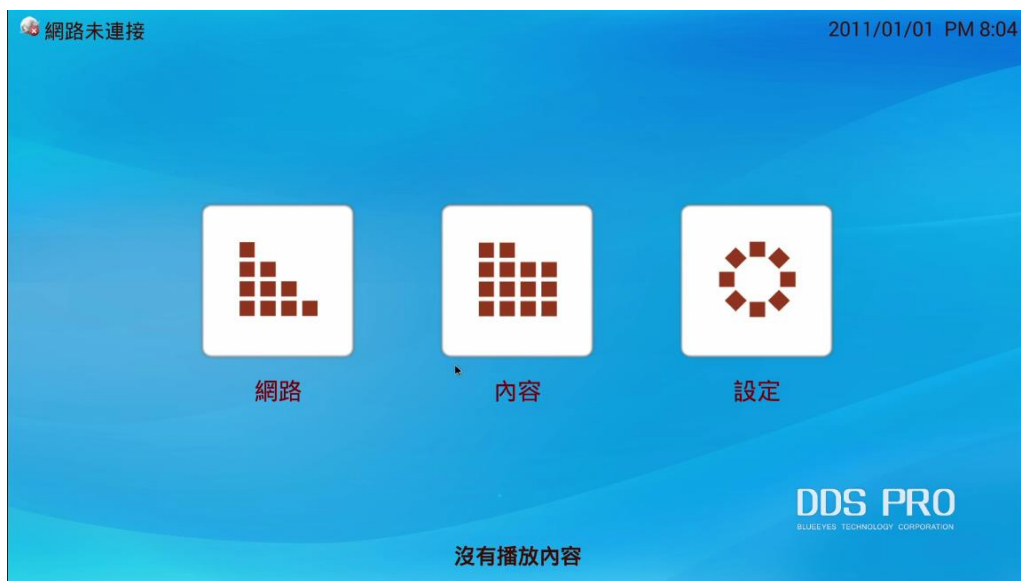 網路未連接
2011/01/01 PM 8:04
網路
內容
設定
DDS PRO
BLUEEYES TECHNOLOGY CORPORATION
沒有播放內容